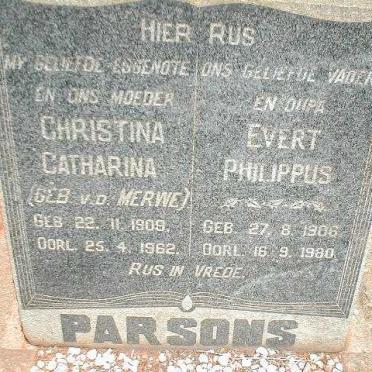 HIER RUS
MY GELIEFDE EGGENOTE
EN ONS MOEDER
CHRISTINA
CATHARINA
(GEB V.D. MERWE)
GEB 22. 11. 1909.
OORL. 25. 4. 1962.
ONS GELIEFDE VADER
EN OUPA
EVERT
PHILIPPUS
GEB. 27. 8. 1906
OORL. 16. 9. 1980.
RUS IN VREDE.
PARSONS